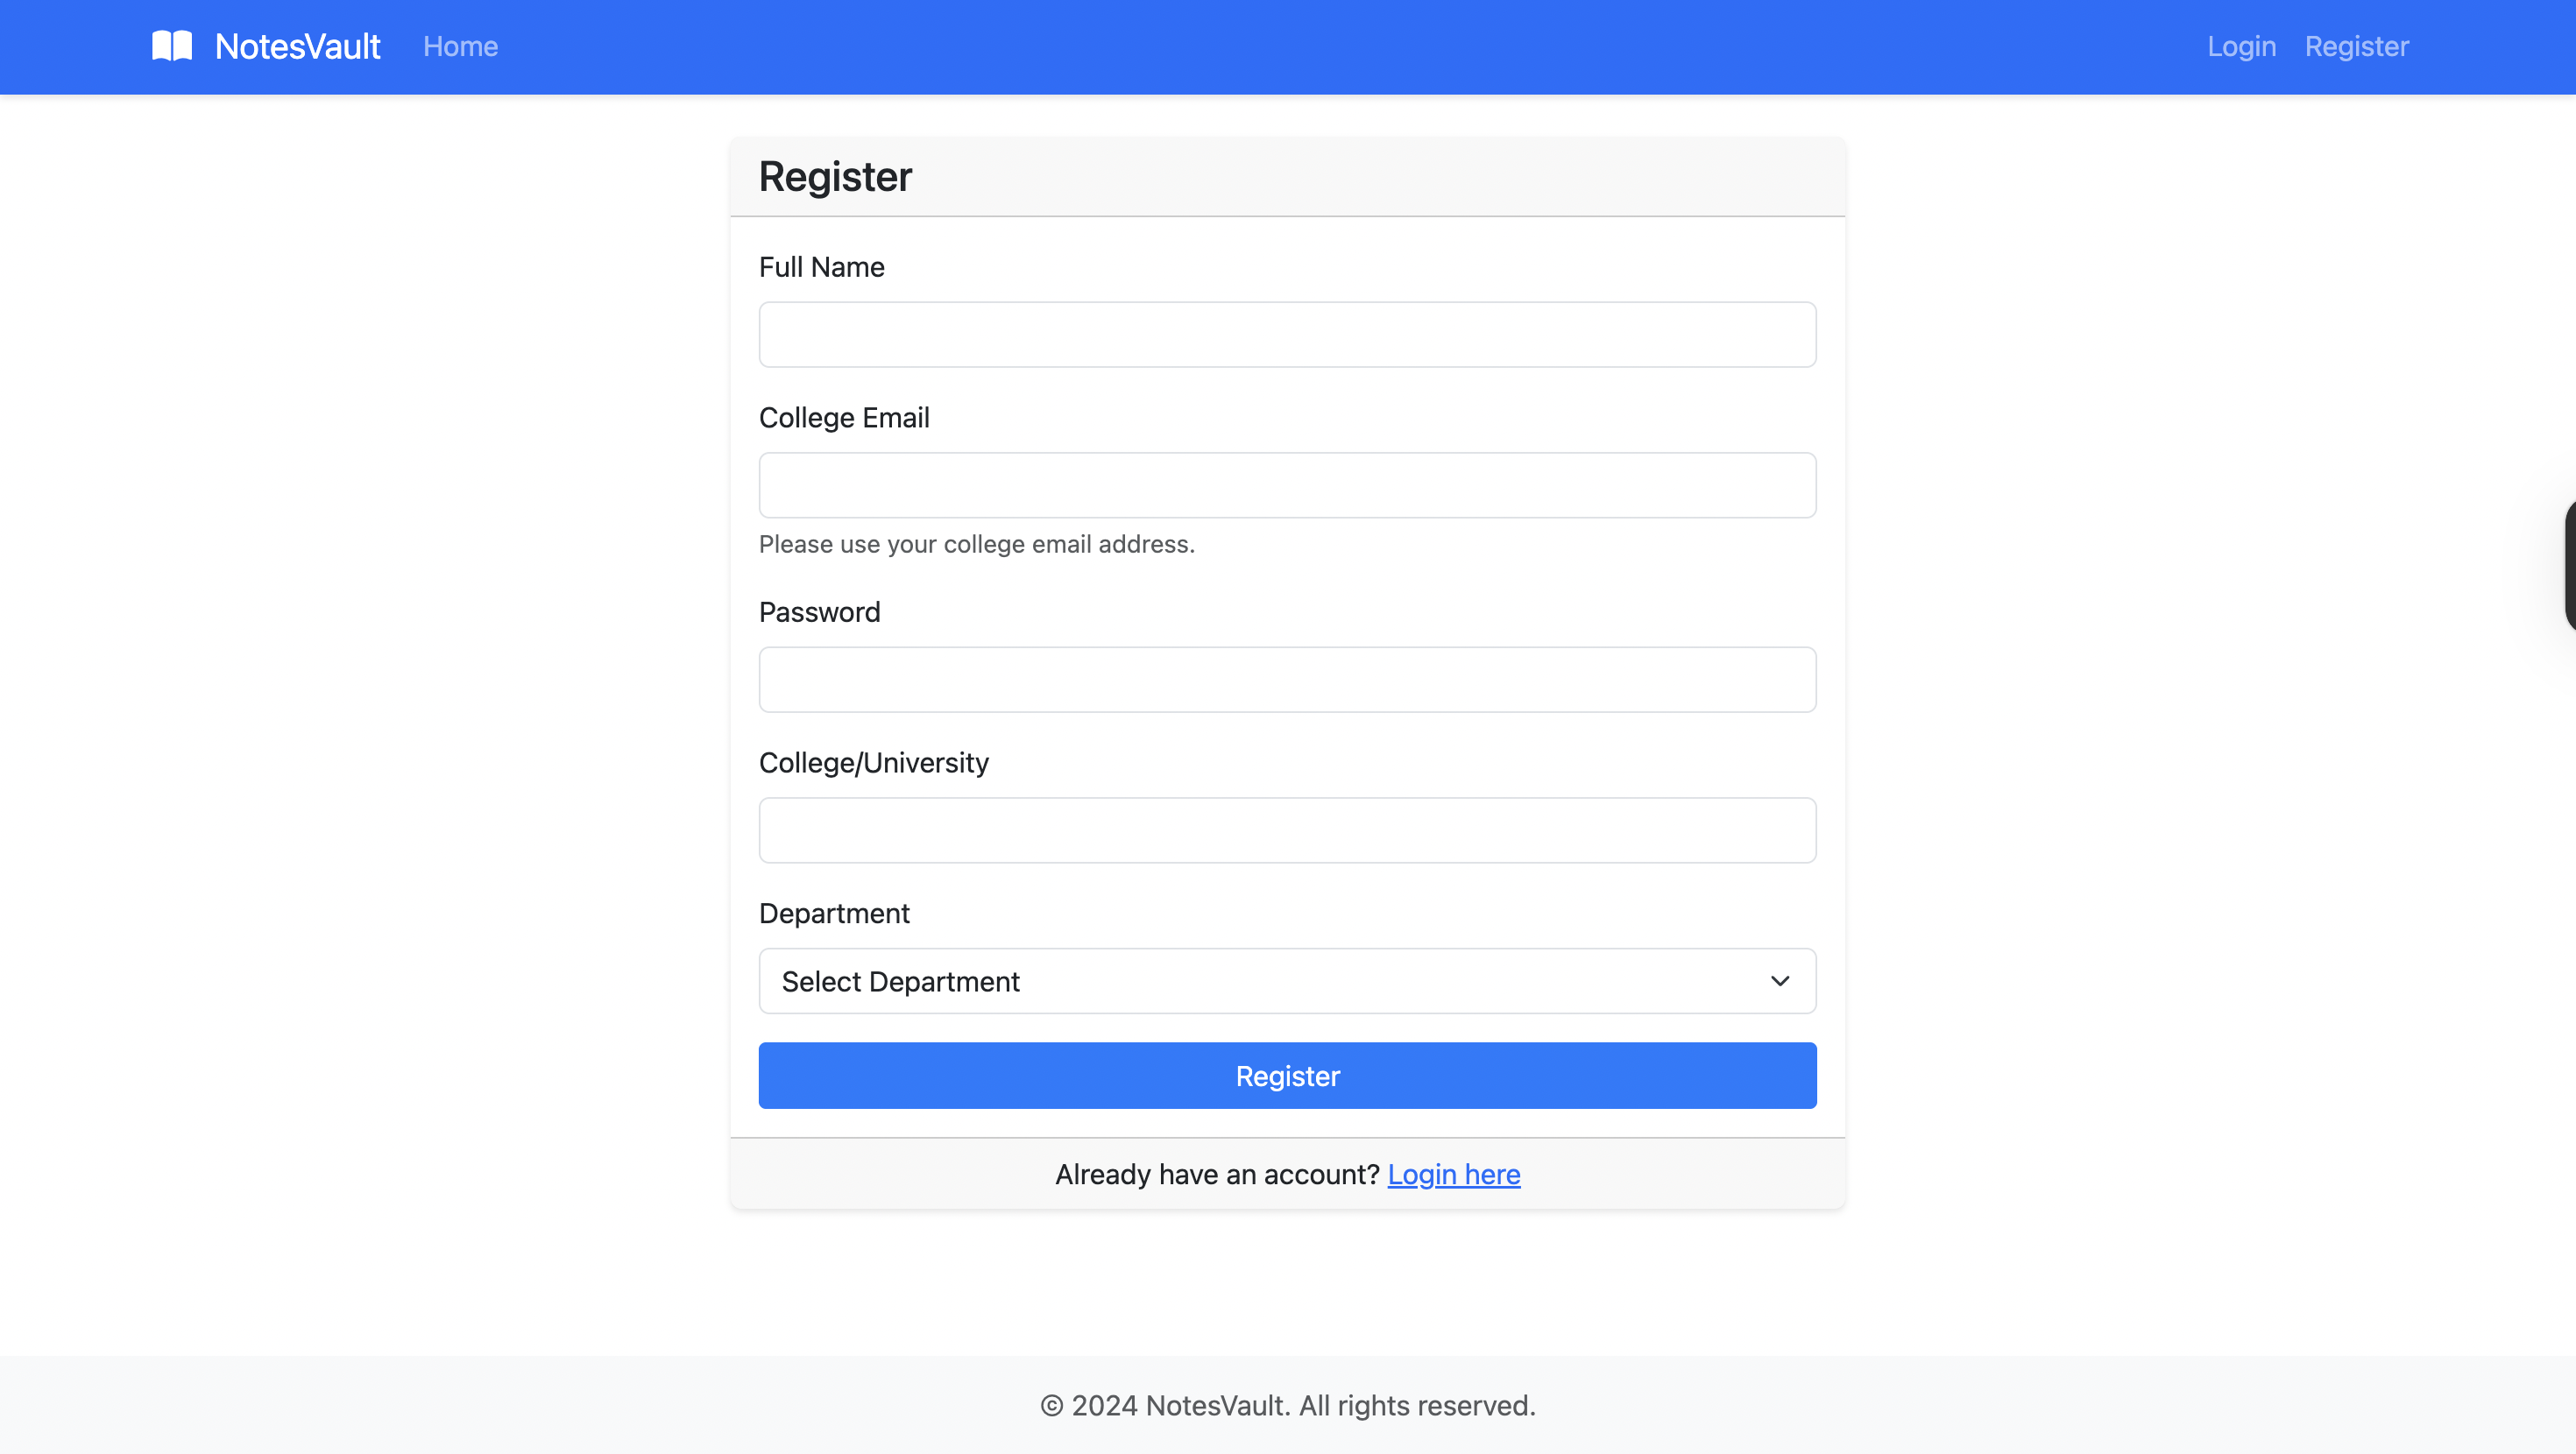 NotesVault Home Login Register
Register
Full Name
College Email
Please use your college email address.
Password
College/University
Department
Select Department
Register
Already have an account? Login here
© 2024 NotesVault. All rights reserved.